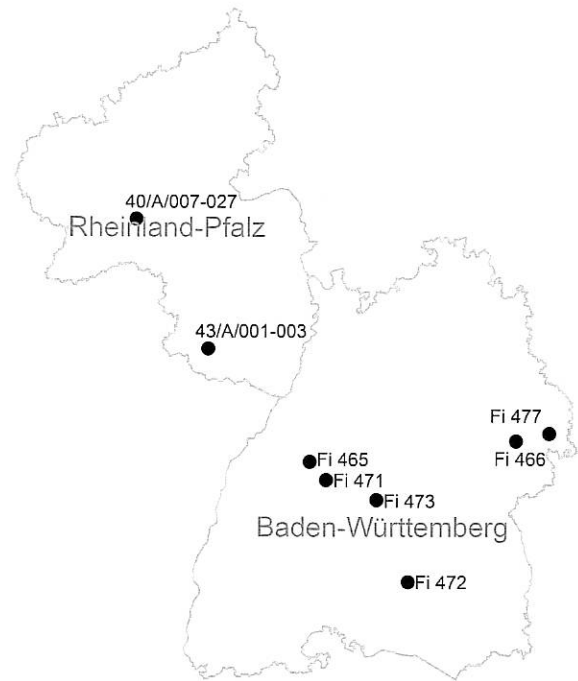 40/A/007-027
Rheinland-Pfalz
43/A/001-003
Fi 477
Fi 466
Fi 465
Fi 471
Fi 473
Baden-Württemberg
Fi 472